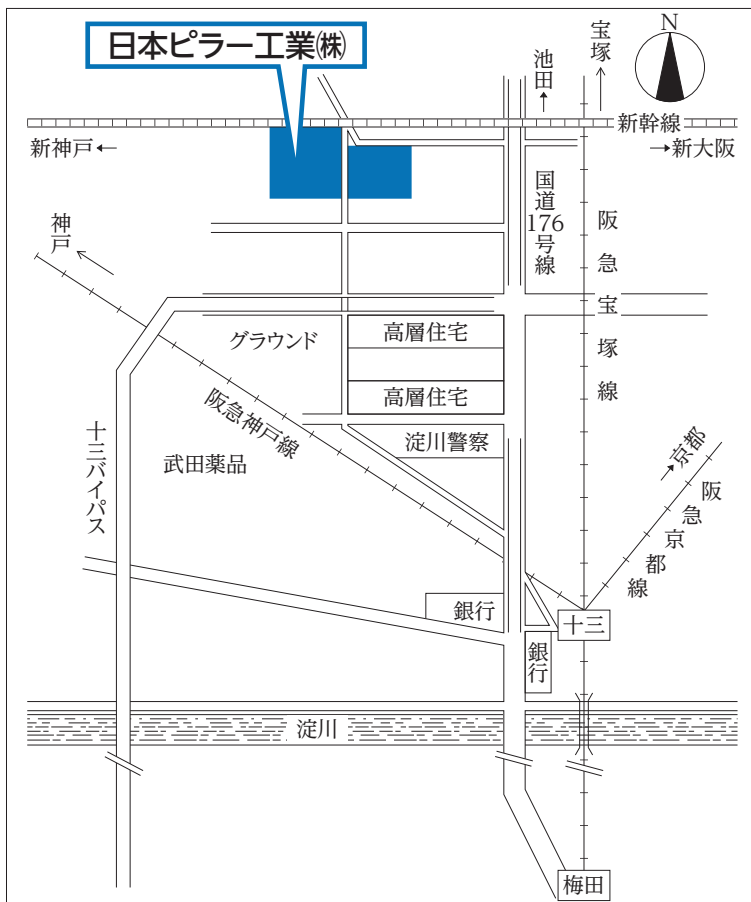 日本ピラー工業㈱
N
宝塚
池田
新幹線
新神戸←
→新大阪
国道176号線
阪急宝塚線
神戸
グラウンド
高層住宅
高層住宅
阪急神戸線
淀川警察
十三バイパス
武田薬品
京都
阪急京都線
銀行
十三
銀行
淀川
梅田